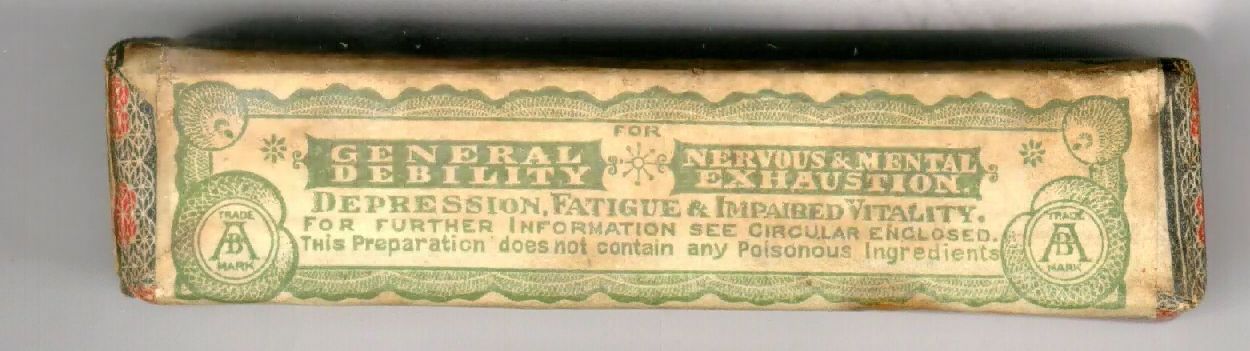 FOR
GENERAL DEBILITY
NERVOUS & MENTAL EXHAUSTION.
DEPRESSION, FATIGUE & IMPAIRED VITALITY.
FOR FURTHER INFORMATION SEE CIRCULAR ENCLOSED.
This Preparation does not contain any Poisonous Ingredients
TRADE
AB
MARK
TRADE
AB
MARK